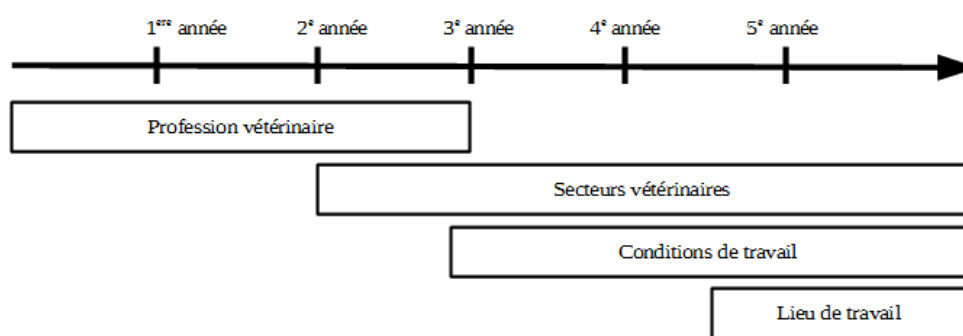 1ère année 2e année 3e année 4e année 5e année
Profession vétérinaire
Secteurs vétérinaires
Conditions de travail
Lieu de travail